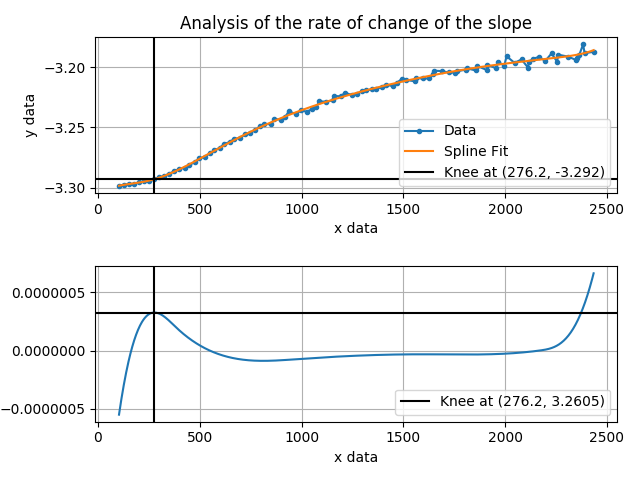 Analysis of the rate of change of the slope
−3.20
−3.25
−3.30
y data
Data
Spline Fit
Knee at (276.2, -3.292)
0 500 1000 1500 2000 2500
x data
0.0000005
0.0000000
−0.0000005
Knee at (276.2, 3.2605)
0 500 1000 1500 2000 2500
x data